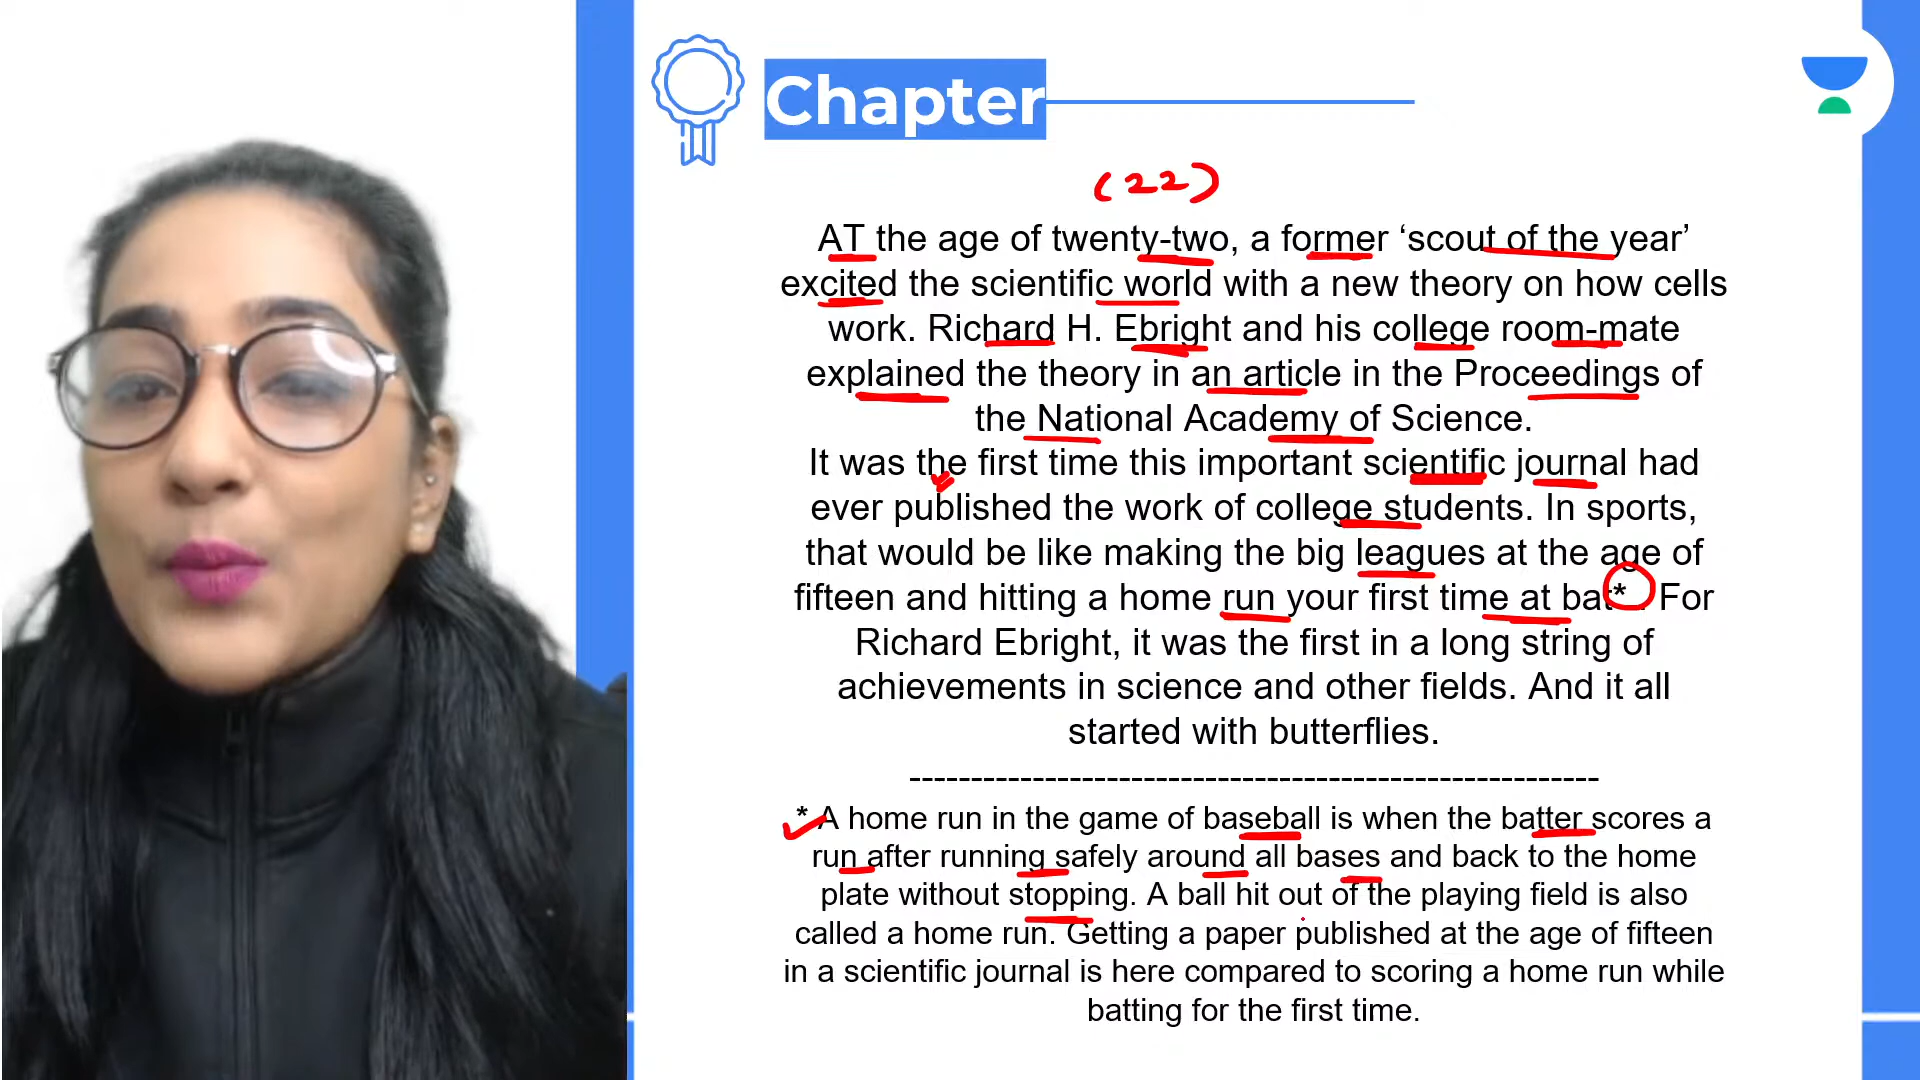 Chapter
(22)
AT the age of twenty-two, a former ‘scout of the year’
excited the scientific world with a new theory on how cells
work. Richard H. Ebright and his college room-mate
explained the theory in an article in the Proceedings of
the National Academy of Science.
It was the first time this important scientific journal had
ever published the work of college students. In sports,
that would be like making the big leagues at the age of
fifteen and hitting a home run your first time at bat*. For
Richard Ebright, it was the first in a long string of
achievements in science and other fields. And it all
started with butterflies.
--------------------------------------------------------
* A home run in the game of baseball is when the batter scores a
run after running safely around all bases and back to the home
plate without stopping. A ball hit out of the playing field is also
called a home run. Getting a paper published at the age of fifteen
in a scientific journal is here compared to scoring a home run while
batting for the first time.